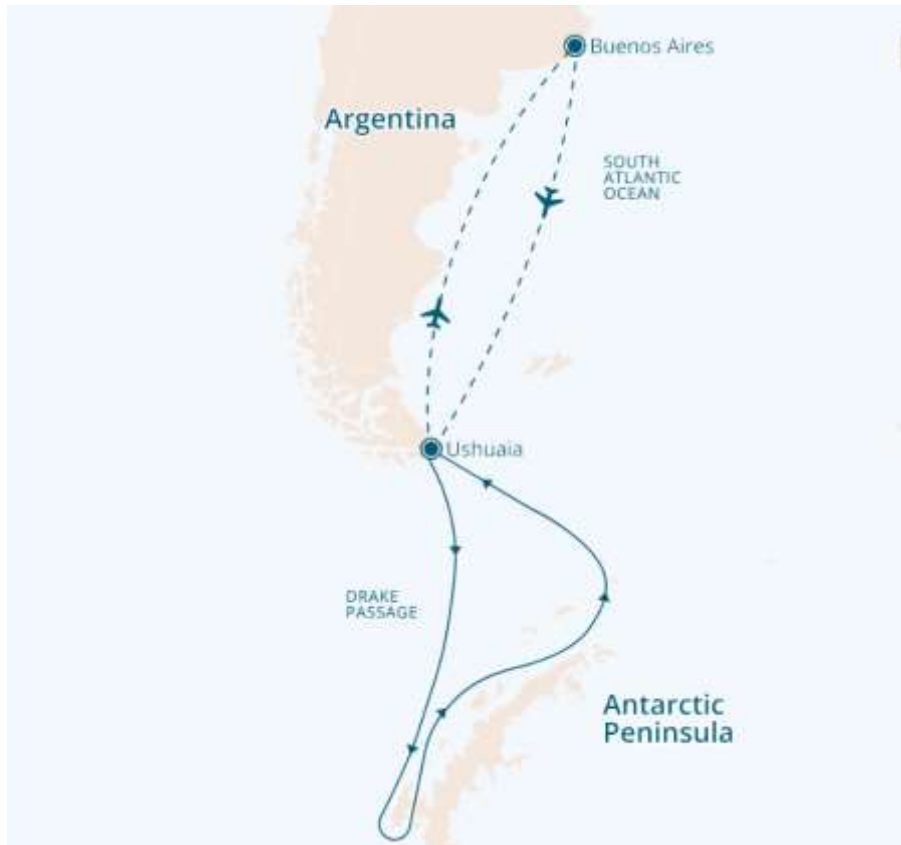 Buenos Aires
Argentina
SOUTH
ATLANTIC
OCEAN
Ushuaia
DRAKE
PASSAGE
Antarctic
Peninsula